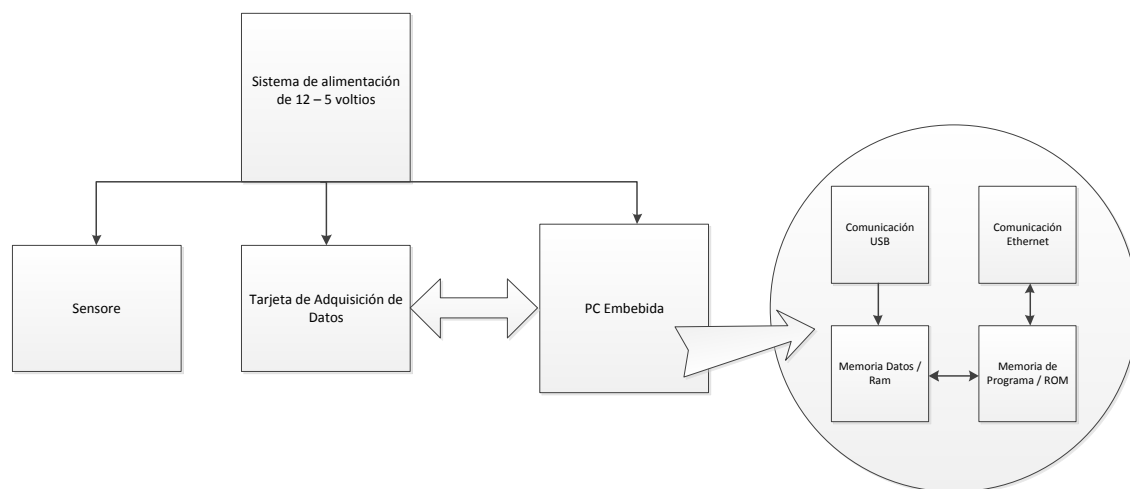 Sistema de alimentación
de 12 – 5 voltios
Sensore
Tarjeta de Adquisición de
Datos
PC Embebida
Comunicación
USB
Comunicación
Ethernet
Memoria Datos /
Ram
Memoria de
Programa / ROM